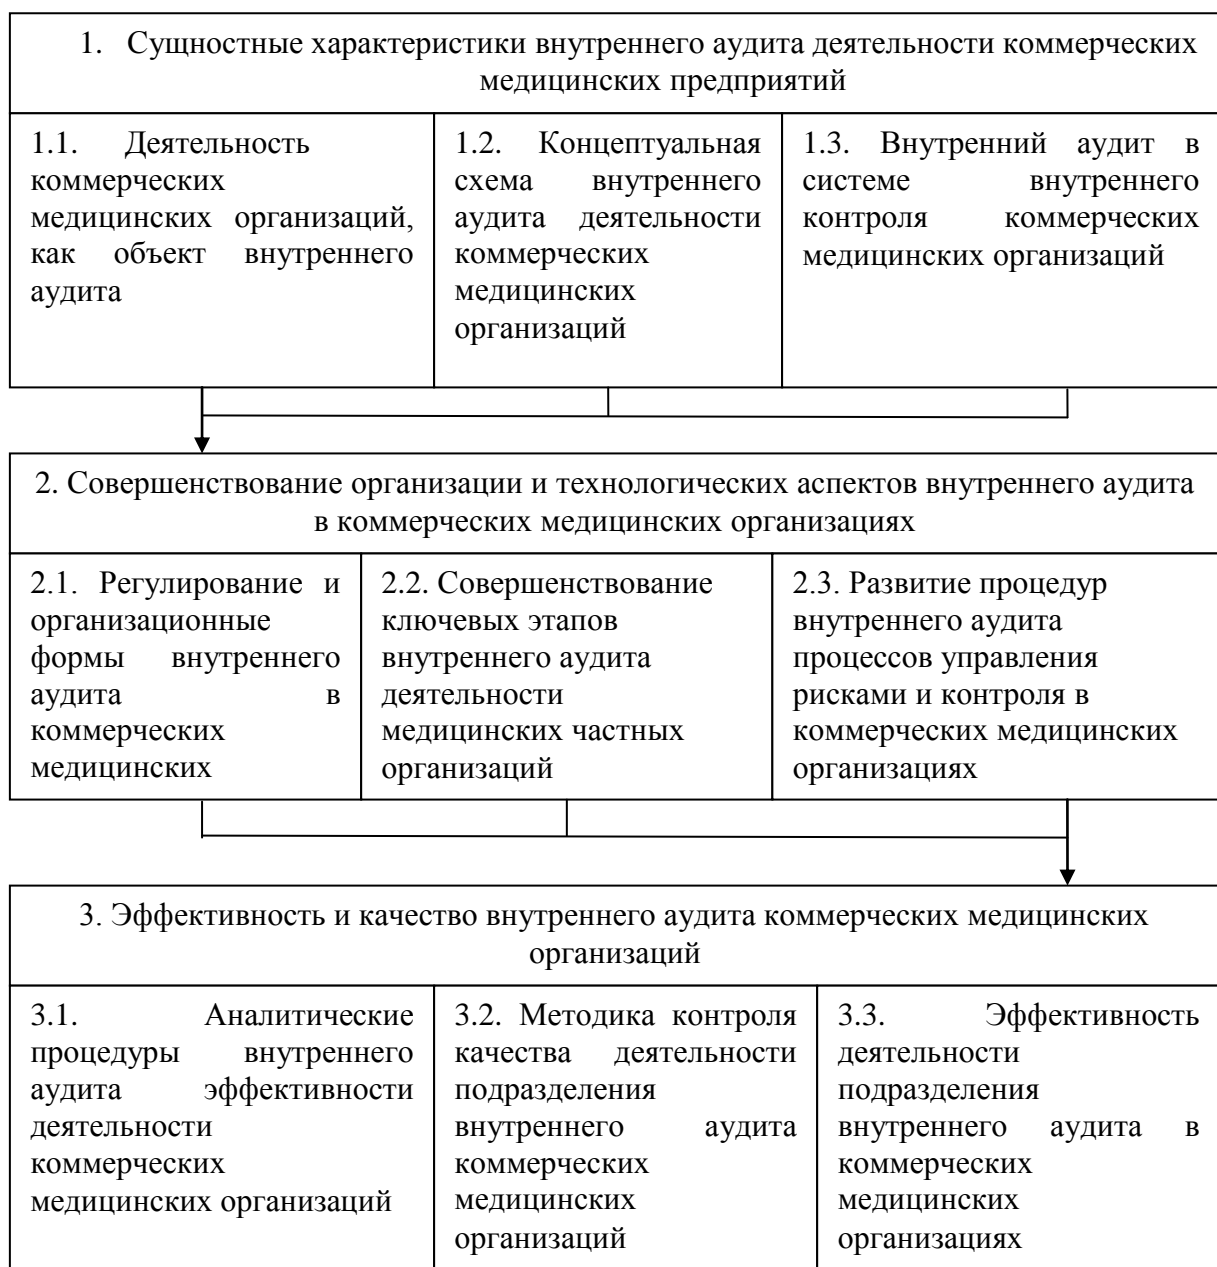 1. Сущностные характеристики внутреннего аудита деятельности коммерческих
медицинских предприятий
1.1. Деятельность
коммерческих
медицинских организаций,
как объект внутреннего
аудита
1.2. Концептуальная
схема внутреннего
аудита деятельности
коммерческих
медицинских
организаций
1.3. Внутренний аудит в
системе внутреннего
контроля коммерческих
медицинских организаций
2. Совершенствование организации и технологических аспектов внутреннего аудита
в коммерческих медицинских организациях
2.1. Регулирование и
организационные
формы внутреннего
аудита в
коммерческих
медицинских
2.2. Совершенствование
ключевых этапов
внутреннего аудита
деятельности
медицинских частных
организаций
2.3. Развитие процедур
внутреннего аудита
процессов управления
рисками и контроля в
коммерческих медицинских
организациях
3. Эффективность и качество внутреннего аудита коммерческих медицинских
организаций
3.1. Аналитические
процедуры внутреннего
аудита эффективности
деятельности
коммерческих
медицинских организаций
3.2. Методика контроля
качества деятельности
подразделения
внутреннего аудита
коммерческих
медицинских
организаций
3.3. Эффективность
деятельности
подразделения
внутреннего аудита в
коммерческих
медицинских
организациях